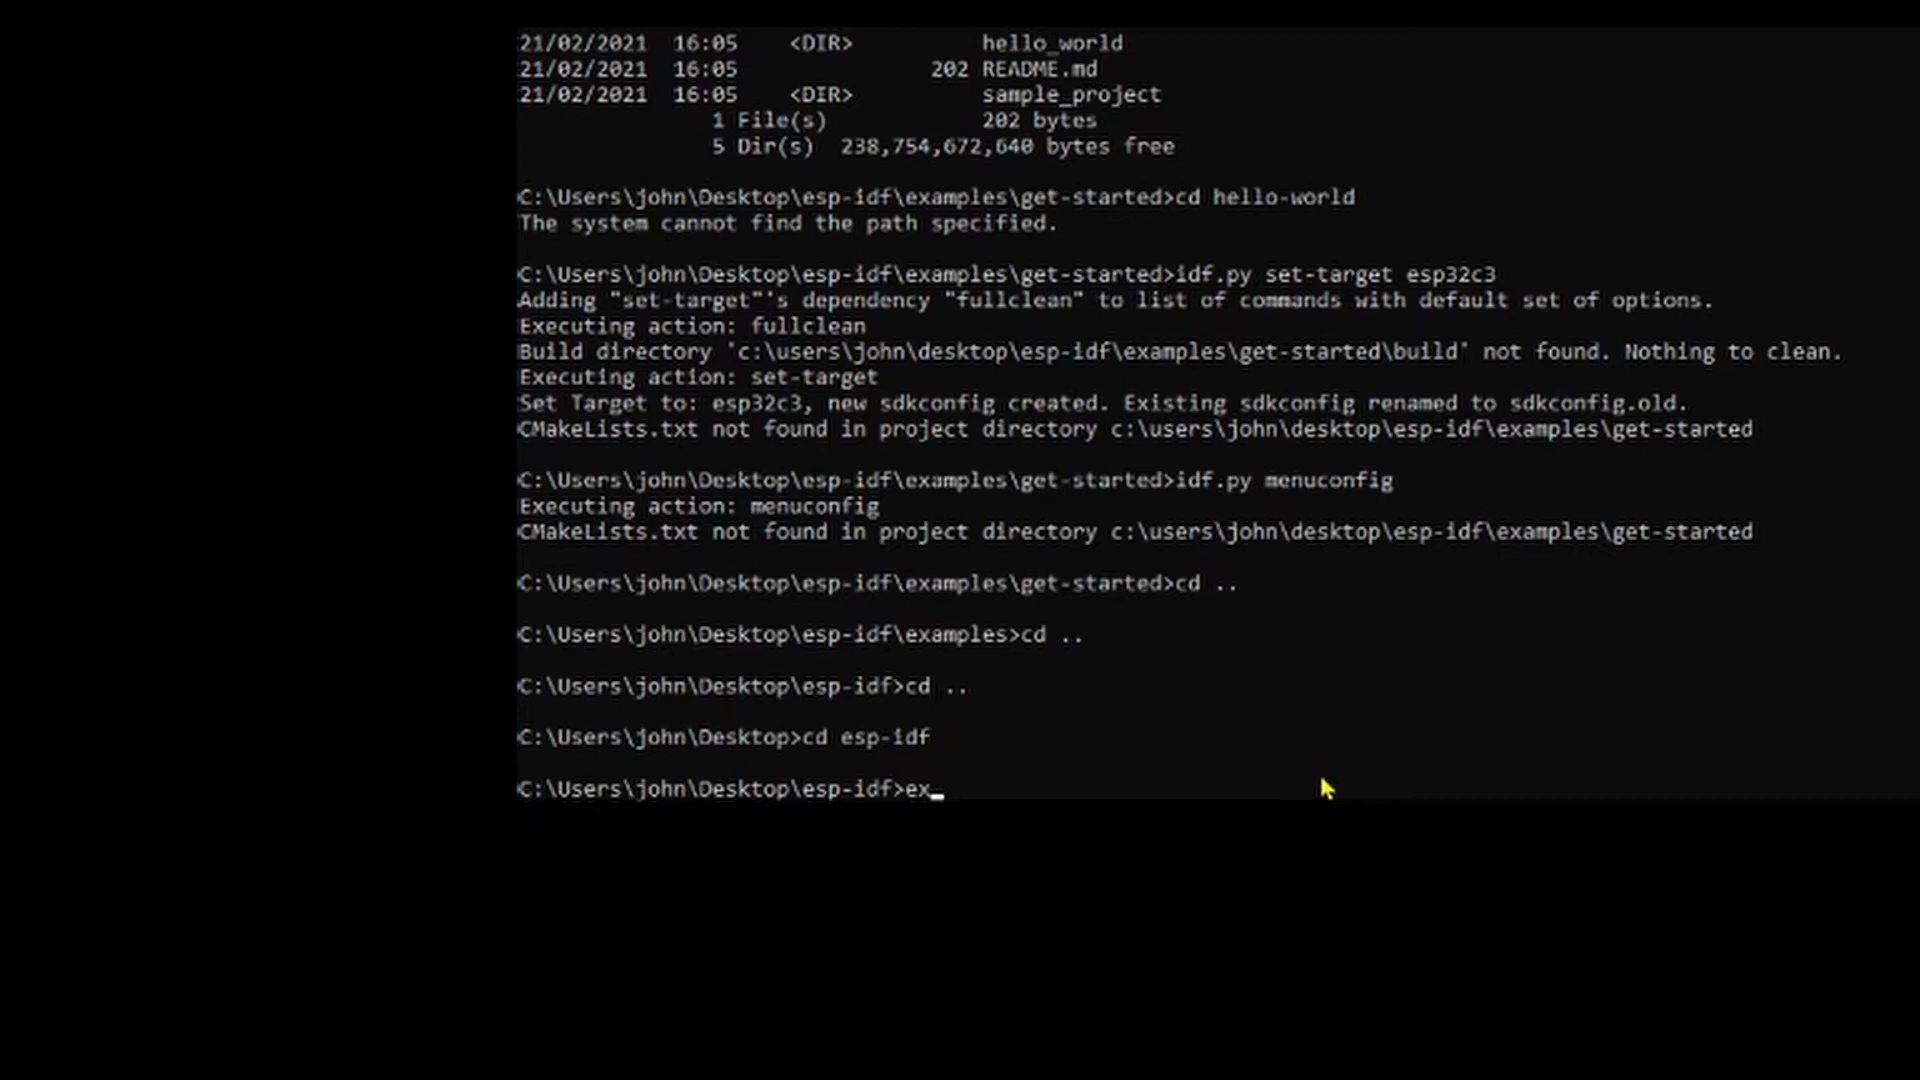 21/02/2021  16:05    <DIR>          hello_world
21/02/2021  16:05               202 README.md
21/02/2021  16:05    <DIR>          sample_project
1 File(s)            202 bytes
5 Dir(s)  238,754,672,640 bytes free
C:\Users\john\Desktop\esp-idf\examples\get-started>cd hello-world
The system cannot find the path specified.
C:\Users\john\Desktop\esp-idf\examples\get-started>idf.py set-target esp32c3
Adding "set-target"'s dependency "fullclean" to list of commands with default set of options.
Executing action: fullclean
Build directory 'c:\users\john\desktop\esp-idf\examples\get-started\build' not found. Nothing to clean.
Executing action: set-target
Set Target to: esp32c3, new sdkconfig created. Existing sdkconfig renamed to sdkconfig.old.
CMakeLists.txt not found in project directory c:\users\john\desktop\esp-idf\examples\get-started
C:\Users\john\Desktop\esp-idf\examples\get-started>idf.py menuconfig
Executing action: menuconfig
CMakeLists.txt not found in project directory c:\users\john\desktop\esp-idf\examples\get-started
C:\Users\john\Desktop\esp-idf\examples\get-started>cd ..
C:\Users\john\Desktop\esp-idf\examples>cd ..
C:\Users\john\Desktop\esp-idf>cd ..
C:\Users\john\Desktop>cd esp-idf
C:\Users\john\Desktop\esp-idf>ex_